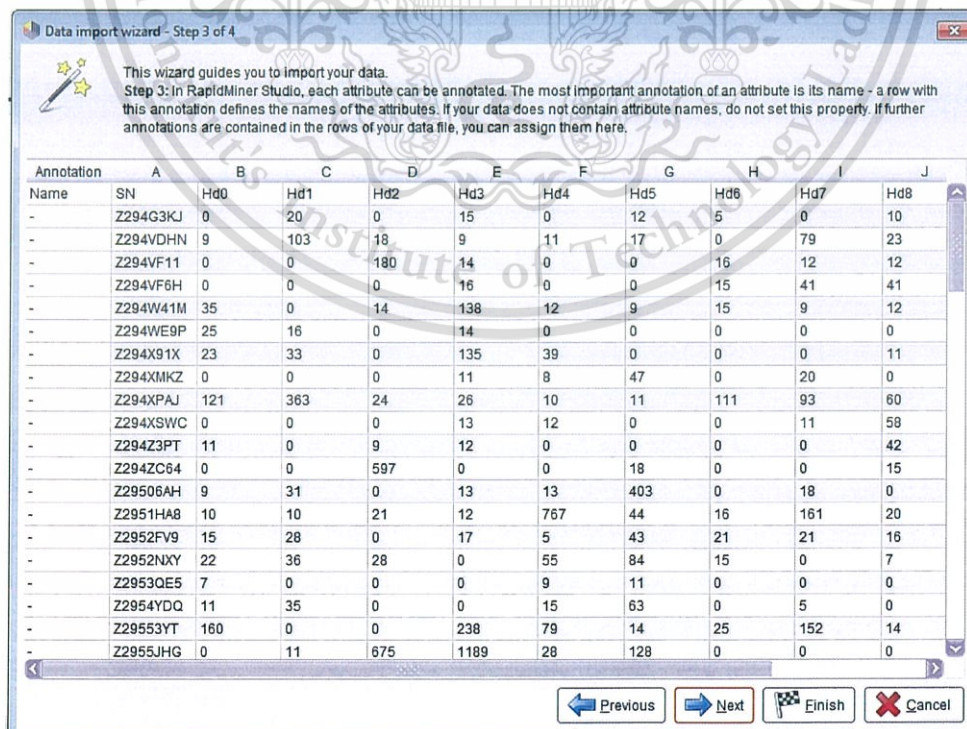 Data import wizard - Step 3 of 4
This wizard guides you to import your data.
Step 3: In RapidMiner Studio, each attribute can be annotated. The most important annotation of an attribute is its name - a row with
this annotation defines the names of the attributes. If your data does not contain attribute names, do not set this property. If further
annotations are contained in the rows of your data file, you can assign them here.
Annotation A B C D E F G H I J
Name SN Hd0 Hd1 Hd2 Hd3 Hd4 Hd5 Hd6 Hd7 Hd8
- Z294G3KJ 0 20 0 15 0 12 5 0 10
- Z294VDHN 9 103 18 9 11 17 0 79 23
- Z294VF11 0 0 180 14 0 0 16 12 12
- Z294VF6H 0 0 0 16 0 0 15 41 41
- Z294W41M 35 0 14 138 12 9 15 9 12
- Z294WE9P 25 16 0 14 0 0 0 0 0
- Z294X91X 23 33 0 135 39 0 0 0 11
- Z294XMKZ 0 0 0 11 8 47 0 20 0
- Z294XPAJ 121 363 24 26 10 11 111 93 60
- Z294XSWC 0 0 0 13 12 0 0 11 58
- Z294Z3PT 11 0 9 12 0 0 0 0 42
- Z294ZC64 0 0 597 0 0 18 0 0 15
- Z29506AH 9 31 0 13 13 403 0 18 0
- Z2951HA8 10 10 21 12 767 44 16 161 20
- Z2952FV9 15 28 0 17 5 43 21 21 16
- Z2952NXY 22 36 28 0 55 84 15 0 7
- Z2953QE5 7 0 0 0 9 11 0 0 0
- Z2954YDQ 11 35 0 0 15 63 0 5 0
- Z29553YT 160 0 0 238 79 14 25 152 14
- Z2955JHG 0 11 675 1189 28 128 0 0 0
Previous Next Finish Cancel
Institute of Technology